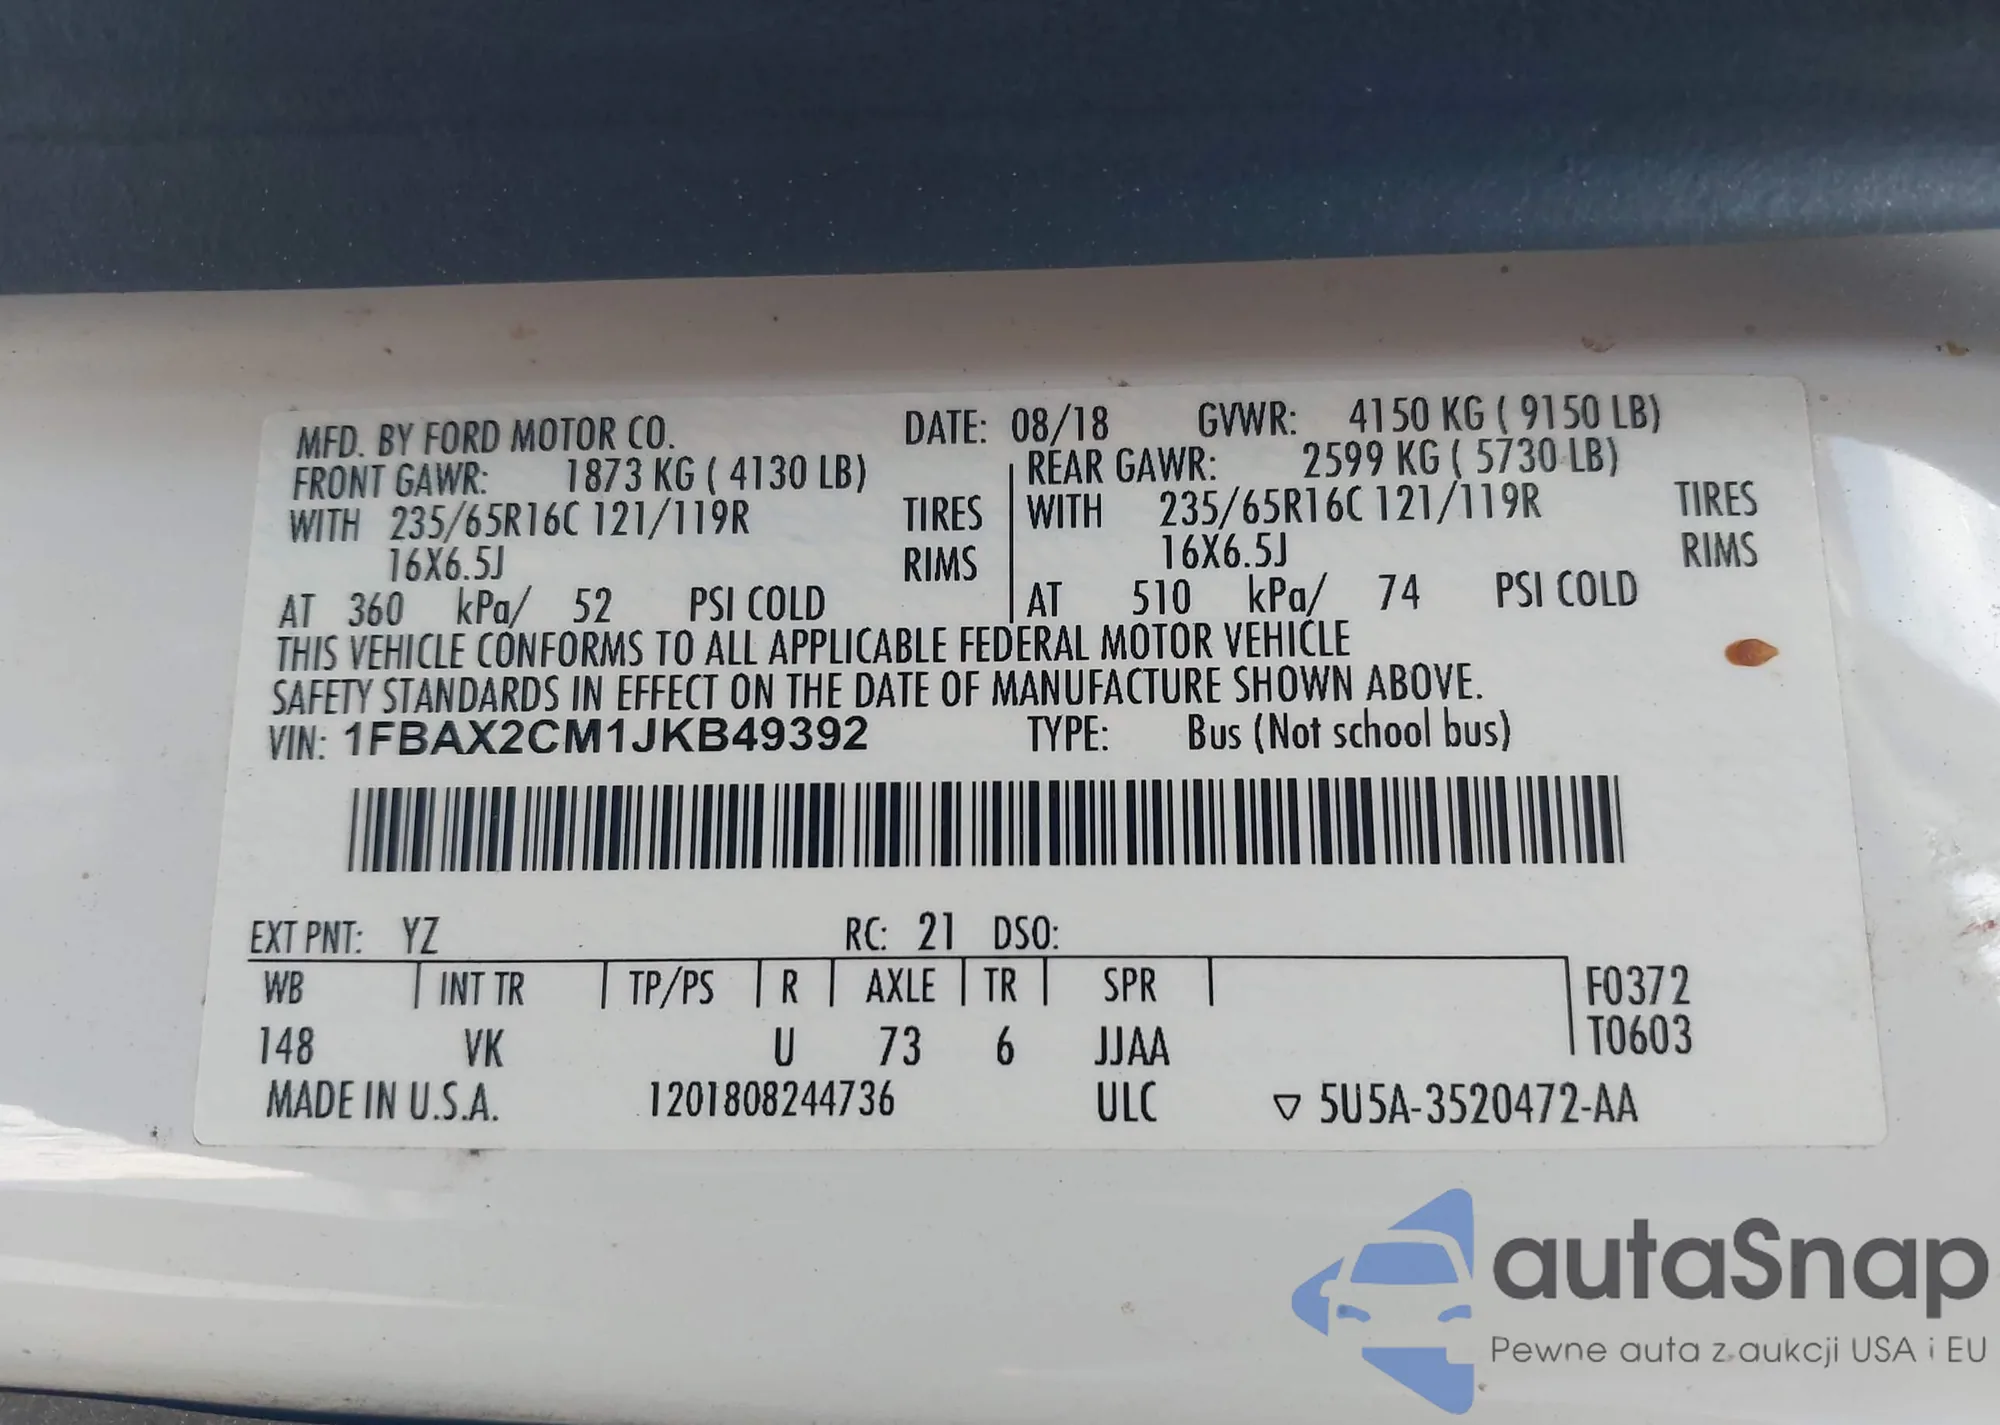 MFD. BY FORD MOTOR CO. DATE: 08/18 GVWR: 4150 KG ( 9150 LB)
FRONT GAWR: 1873 KG ( 4130 LB) REAR GAWR: 2599 KG ( 5730 LB)
WITH 235/65R16C 121/119R TIRES WITH 235/65R16C 121/119R TIRES
16X6.5J RIMS 16X6.5J RIMS
AT 360 kPa/ 52 PSI COLD AT 510 kPa/ 74 PSI COLD
THIS VEHICLE CONFORMS TO ALL APPLICABLE FEDERAL MOTOR VEHICLE
SAFETY STANDARDS IN EFFECT ON THE DATE OF MANUFACTURE SHOWN ABOVE.
VIN: 1FBAX2CM1JKB49392 TYPE: Bus (Not school bus)
EXT PNT: YZ RC: 21 DSO:
WB INT TR TP/PS R AXLE TR SPR F0372
148 VK U 73 6 JJAA T0603
MADE IN U.S.A. 1201808244736 ULC ▽ 5U5A-3520472-AA
autaSnap
Pewne auta z aukcji USA i EU